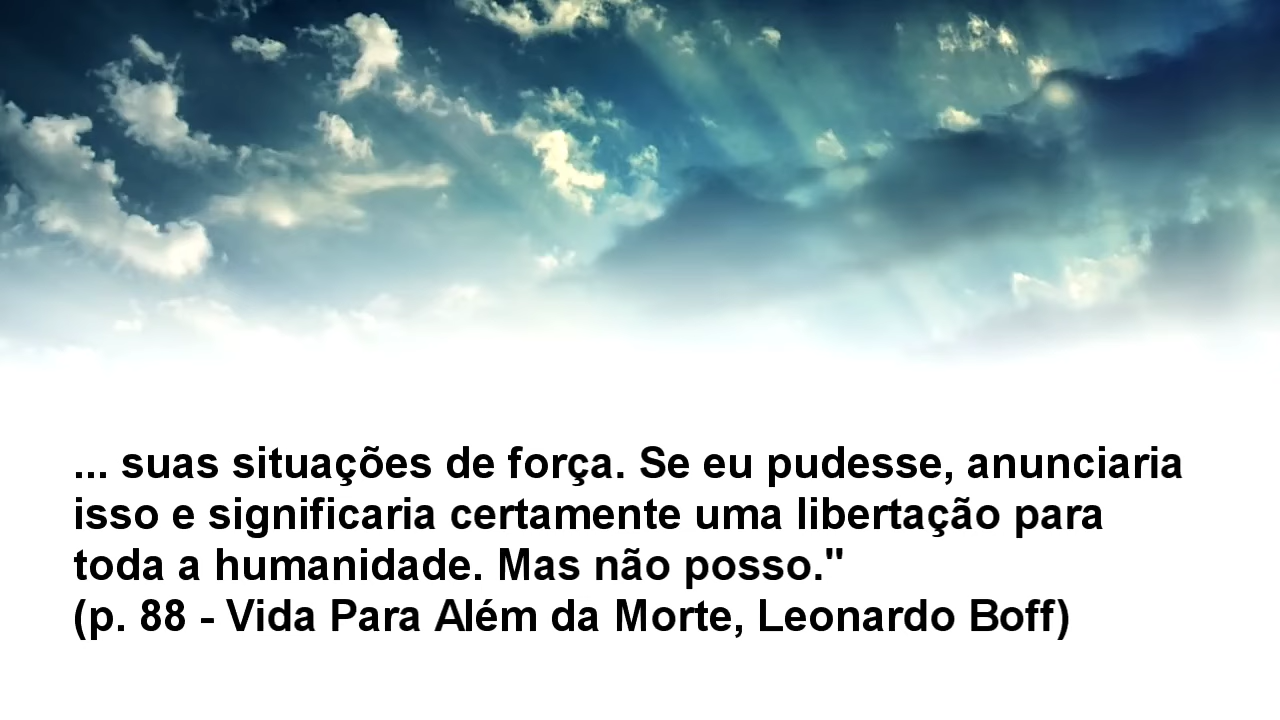 ... suas situações de força. Se eu pudesse, anunciaria
isso e significaria certamente uma libertação para
toda a humanidade. Mas não posso."
(p. 88 - Vida Para Além da Morte, Leonardo Boff)